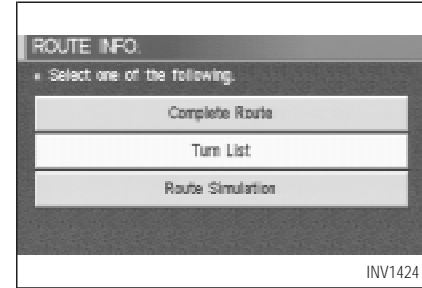 ROUTE INFO.
• Select one of the following.
Complete Route
Turn List
Route Simulation
INV1424